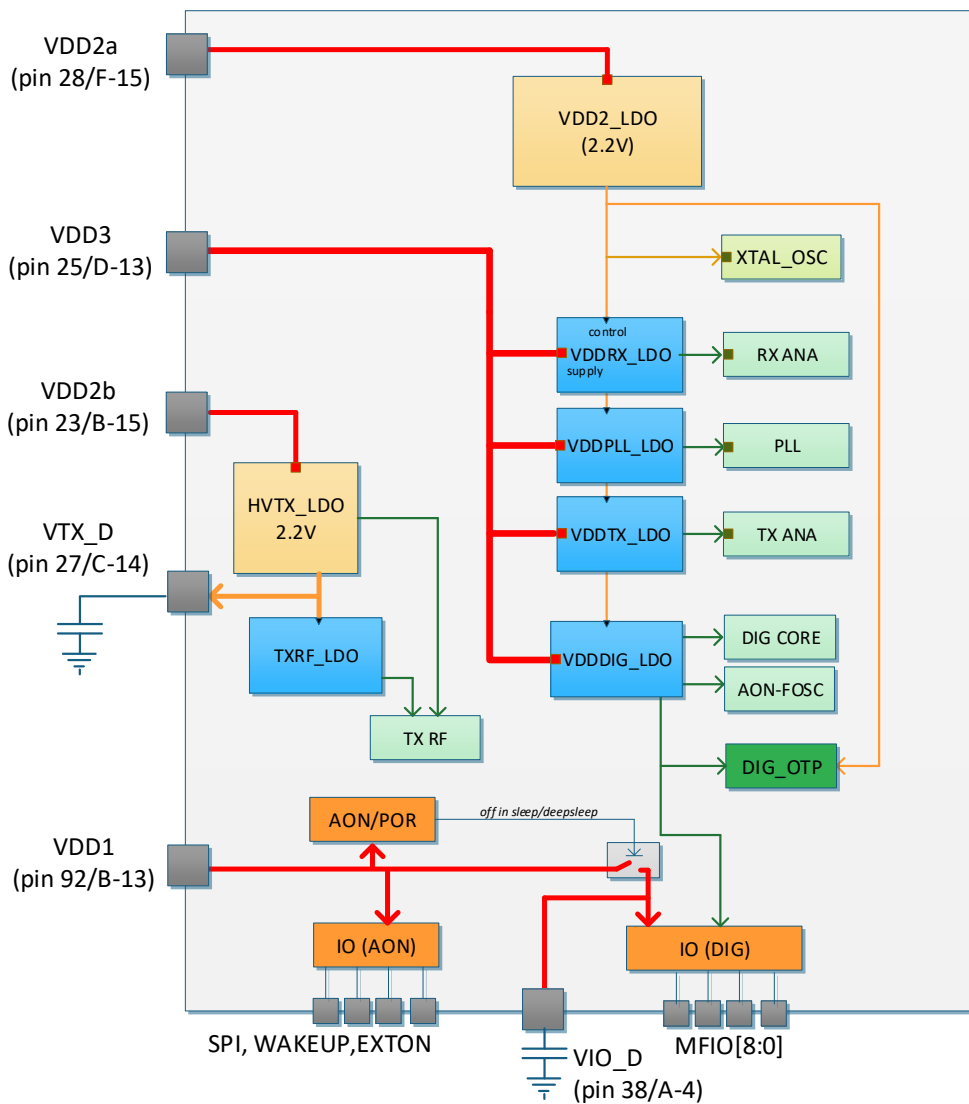 VDD2a
(pin 28/F-15)
VDD2_LDO
(2.2V)
VDD3
(pin 25/D-13)
XTAL_OSC
control
VDDRX_LDO
supply
RX ANA
VDD2b
(pin 23/B-15)
VDDPLL_LDO
PLL
HVTX_LDO
2.2V
VTX_D
(pin 27/C-14)
VDDTX_LDO
TX ANA
TXRF_LDO
VDDDIG_LDO
DIG CORE
AON-FOSC
TX RF
DIG_OTP
AON/POR
off in sleep/deepsleep
VDD1
(pin 92/B-13)
IO (AON)
IO (DIG)
SPI, WAKEUP,EXTON
VIO_D
(pin 38/A-4)
MFIO[8:0]